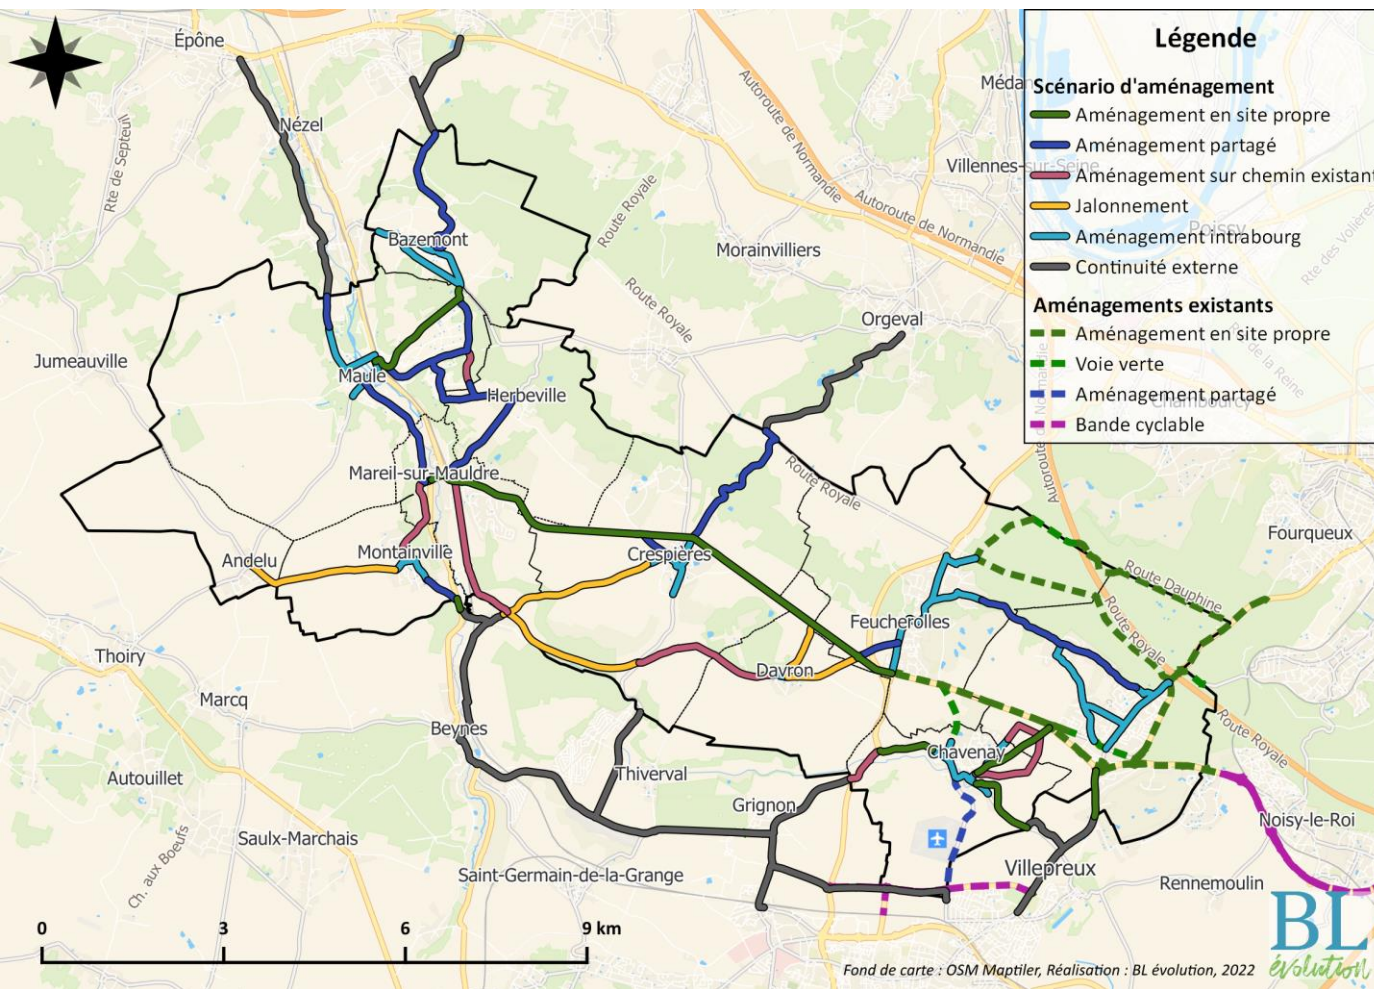 Légende
Scénario d'aménagement
Aménagement en site propre
Aménagement partagé
Aménagement sur chemin existant
Jalonnement
Aménagement intrabourg
Continuité externe
Aménagements existants
Aménagement en site propre
Voie verte
Aménagement partagé
Bande cyclable
Épône
Nézel
Rte de Septeuil
Autoroute de Normandie
Villennes-sur-Seine
Autoroute de Normandie
Poissy
Rte des Volières
Route Royale
Bazemont
Morainvilliers
Route Royale
Orgeval
Jumeauville
Maule
Herbeville
Chambourcy
Mareil-sur-Mauldre
Route Royale
Fourqueux
Andelu
Montainville
Crespières
Route Dauphine
Feucherolles
Route Royale
Thoiry
Davron
Marcq
Beynes
Route Royale
Chavenay
Autouillet
Thiverval
Grignon
Noisy-le-Roi
Saulx-Marchais
Ch. aux Boeufs
Saint-Germain-de-la-Grange
Villepreux
Rennemoulin
0 3 6 9 km
BL
évolution
Fond de carte : OSM Maptiler, Réalisation : BL évolution, 2022